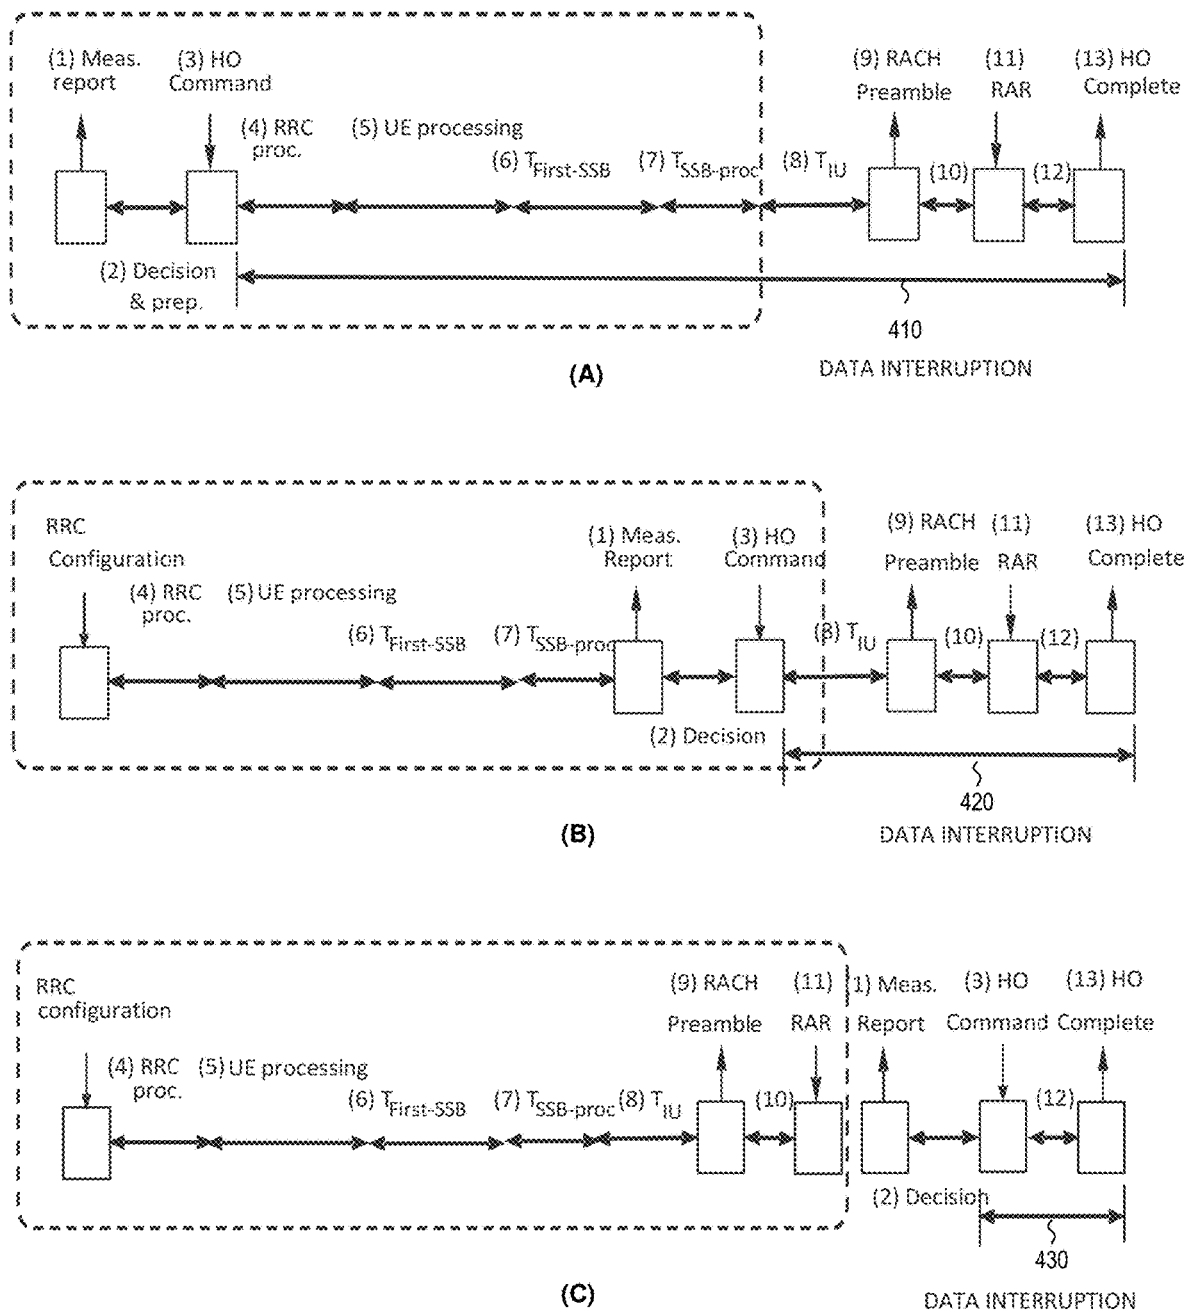 (1) Meas.
report
(3) HO
Command
(4) RRC
proc.
(5) UE processing
(6) TFirst-SSB
(7) TSSB-proc
(8) TIU
(9) RACH
Preamble
(10)
(11)
RAR
(12)
(13) HO
Complete
(2) Decision
& prep.
410
DATA INTERRUPTION
(A)
RRC
Configuration
(4) RRC
proc.
(5) UE processing
(6) TFirst-SSB
(7) TSSB-proc
(1) Meas.
Report
(3) HO
Command
(8) TIU
(9) RACH
Preamble
(10)
(11)
RAR
(12)
(13) HO
Complete
(2) Decision
420
DATA INTERRUPTION
(B)
RRC
configuration
(4) RRC
proc.
(5) UE processing
(6) TFirst-SSB
(7) TSSB-proc
(8) TIU
(9) RACH
Preamble
(10)
(11)
RAR
1) Meas.
Report
(3) HO
Command
(12)
(13) HO
Complete
(2) Decision
430
DATA INTERRUPTION
(C)